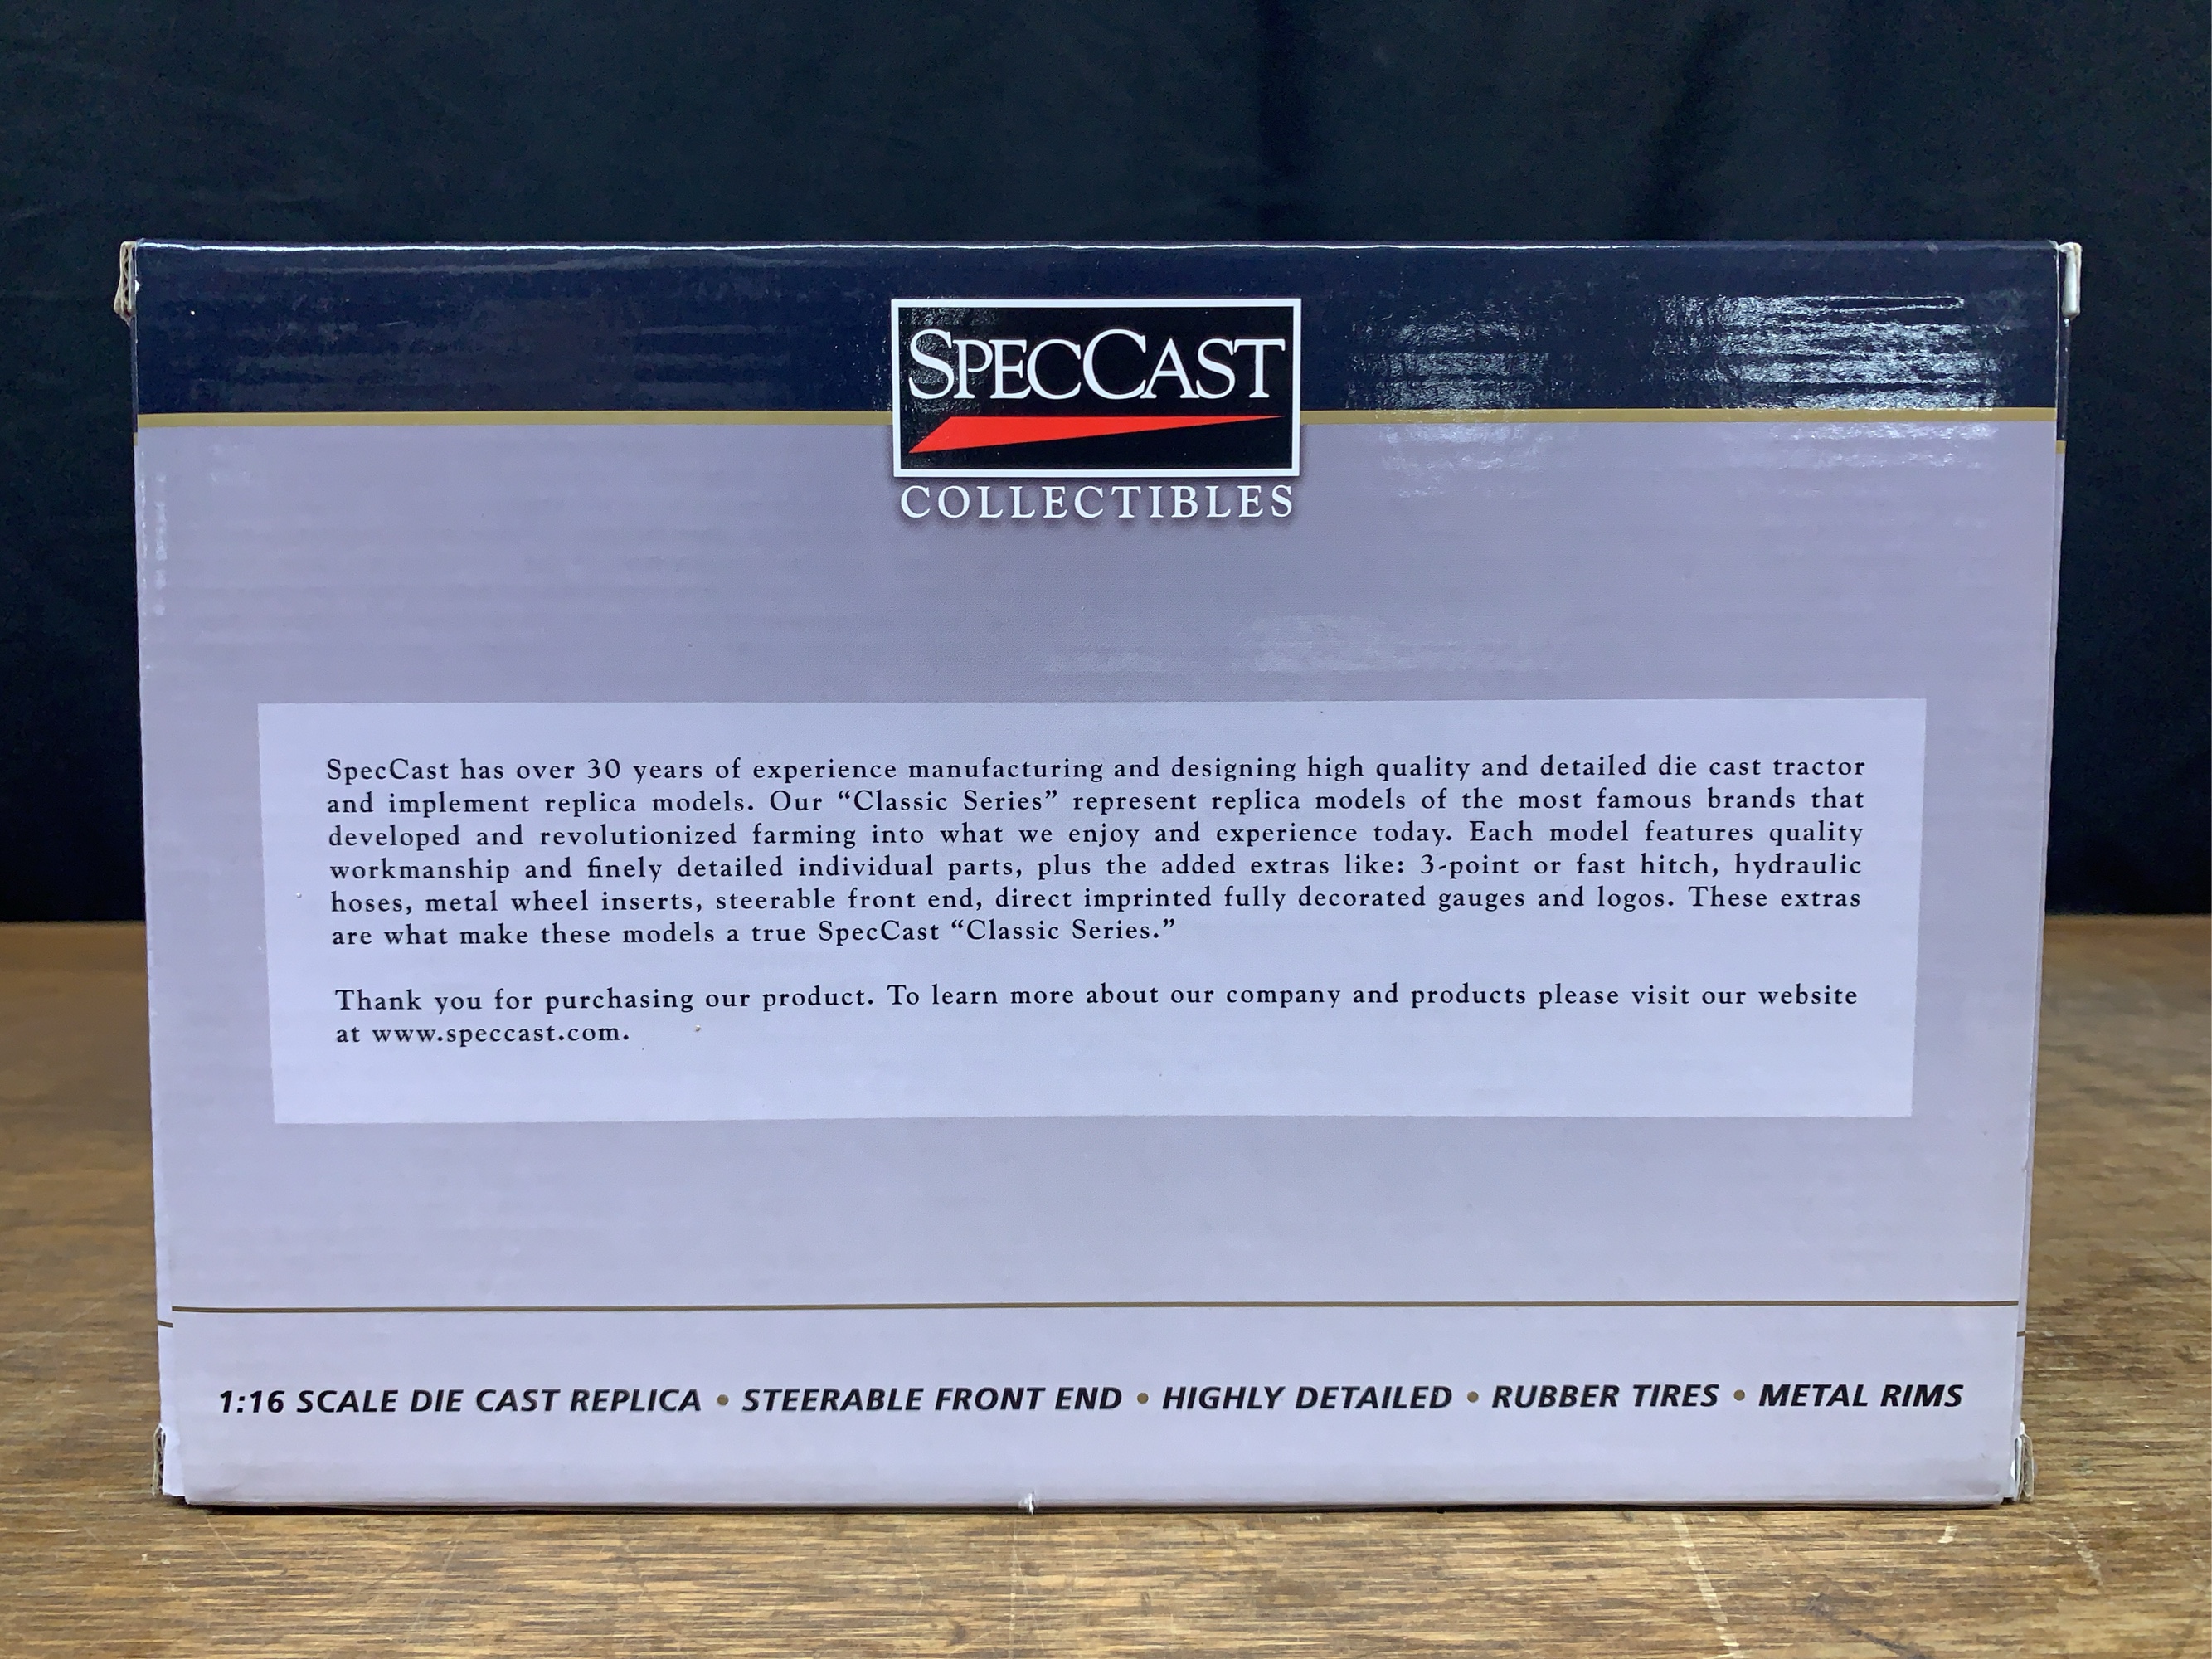 SPECCAST
COLLECTIBLES
SpecCast has over 30 years of experience manufacturing and designing high quality and detailed die cast tractor
and implement replica models. Our “Classic Series” represent replica models of the most famous brands that
developed and revolutionized farming into what we enjoy and experience today. Each model features quality
workmanship and finely detailed individual parts, plus the added extras like: 3-point or fast hitch, hydraulic
hoses, metal wheel inserts, steerable front end, direct imprinted fully decorated gauges and logos. These extras
are what make these models a true SpecCast “Classic Series.”
Thank you for purchasing our product. To learn more about our company and products please visit our website
at www.speccast.com.
1:16 SCALE DIE CAST REPLICA • STEERABLE FRONT END • HIGHLY DETAILED • RUBBER TIRES • METAL RIMS